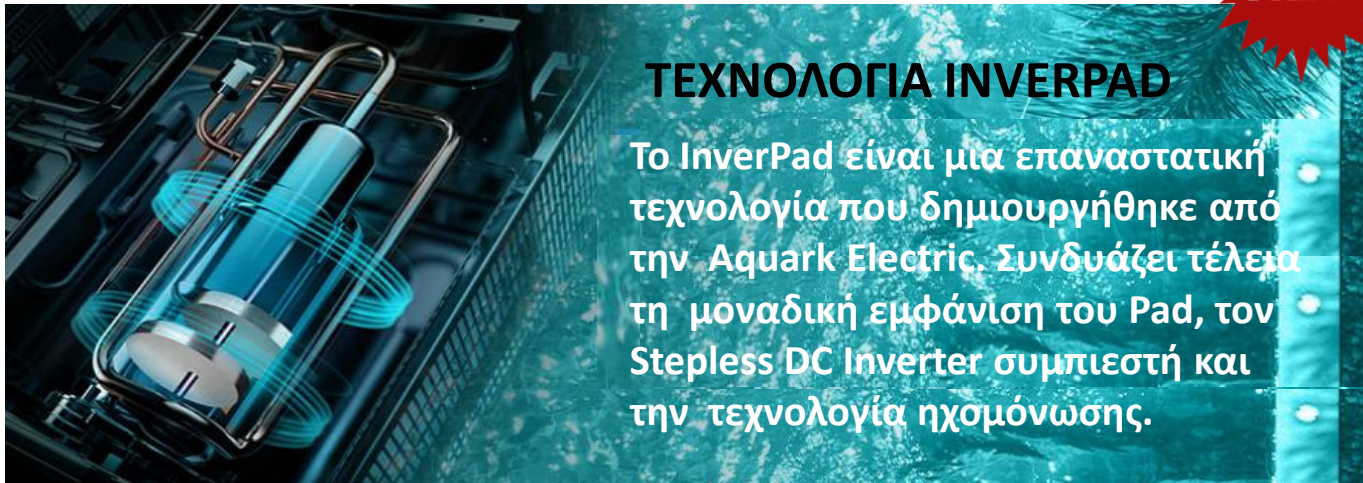 ΤΕΧΝΟΛΟΓΙΑ INVERPAD
Το InverPad είναι μια επαναστατική
τεχνολογία που δημιουργήθηκε από
την Aquark Electric. Συνδυάζει τέλεια
τη μοναδική εμφάνιση του Pad, τον
Stepless DC Inverter συμπιεστή και
την τεχνολογία ηχομόνωσης.